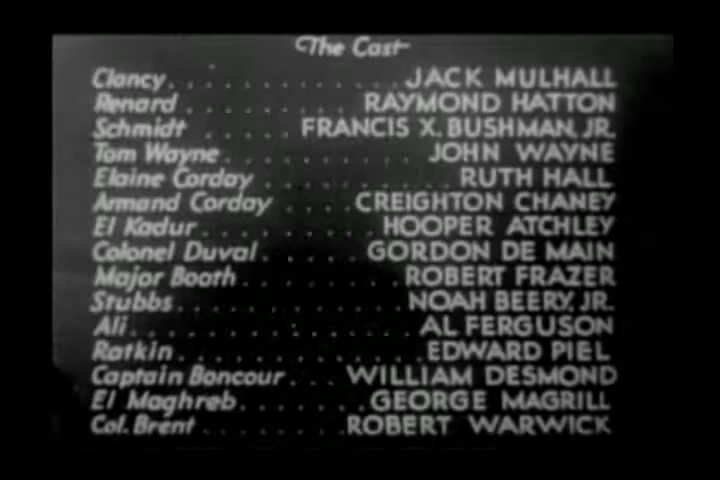 The Cast
Clancy............JACK MULHALL
Renard.........RAYMOND HATTON
Schmidt.....FRANCIS X. BUSHMAN, JR.
Tom Wayne...........JOHN WAYNE
Elaine Corday...........RUTH HALL
Armand Corday....CREIGHTON CHANEY
El Kadur.........HOOPER ATCHLEY
Colonel Duval......GORDON DE MAIN
Major Booth........ROBERT FRAZER
Stubbs............NOAH BEERY, JR.
Ali...............AL FERGUSON
Ratkin.............EDWARD PIEL
Captain Boncour...WILLIAM DESMOND
El Maghreb.......GEORGE MAGRILL
Col. Brent........ROBERT WARWICK